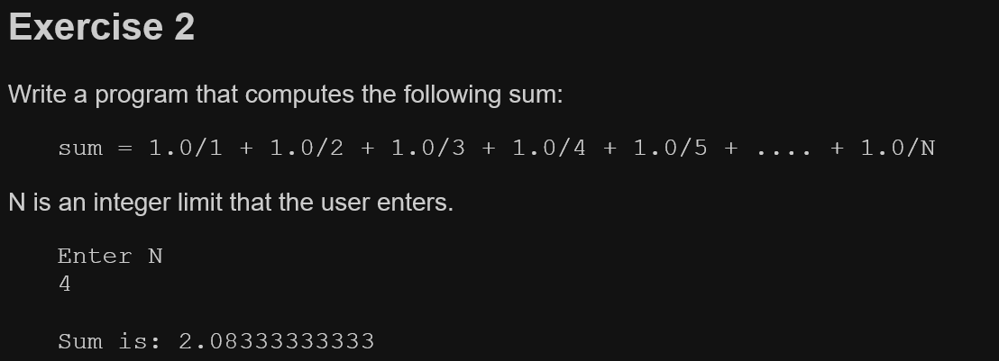 Exercise 2
Write a program that computes the following sum:
sum = 1.0/1 + 1.0/2 + 1.0/3 + 1.0/4 + 1.0/5 + .... + 1.0/N
N is an integer limit that the user enters.
Enter N
4
Sum is: 2.08333333333